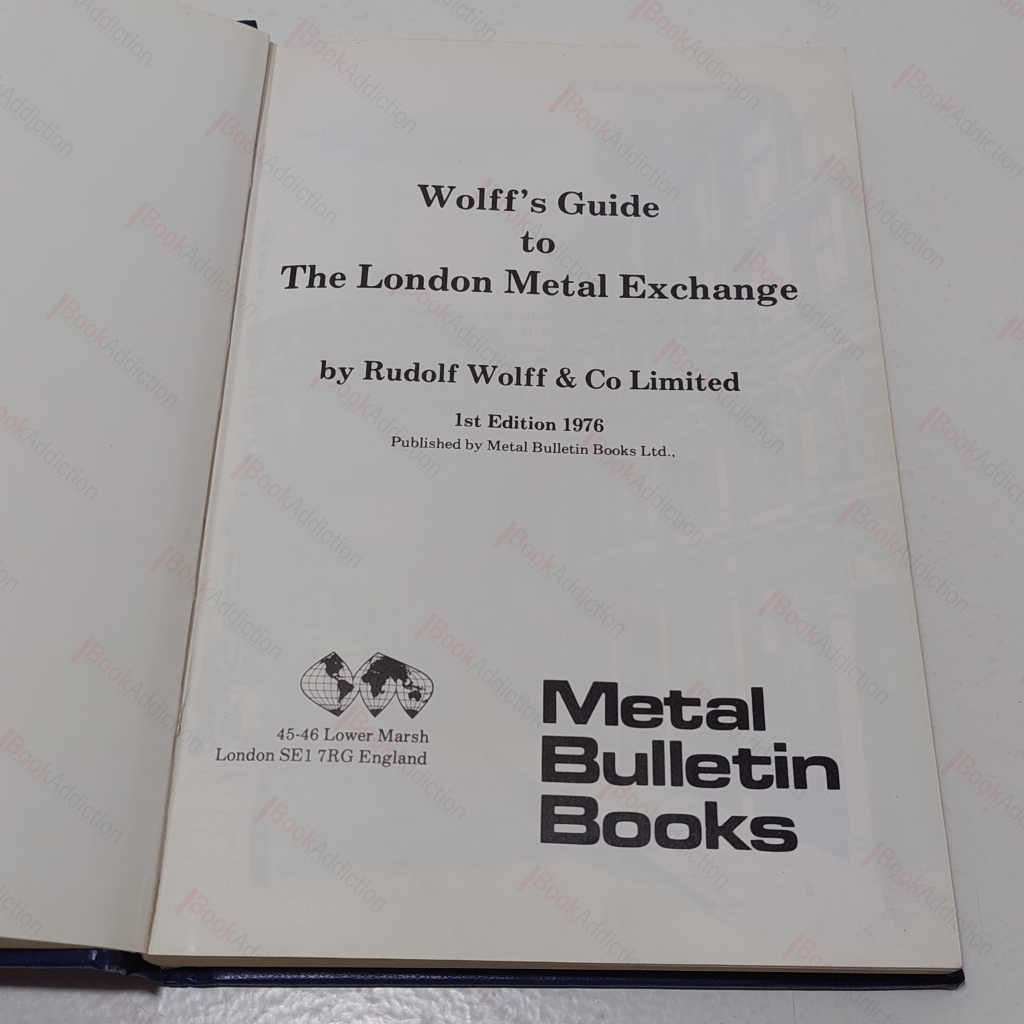 Wolff's Guide
to
The London Metal Exchange
by Rudolf Wolff & Co Limited
1st Edition 1976
Published by Metal Bulletin Books Ltd.,
45-46 Lower Marsh
London SE1 7RG England
Metal
Bulletin
Books
BookAddiction